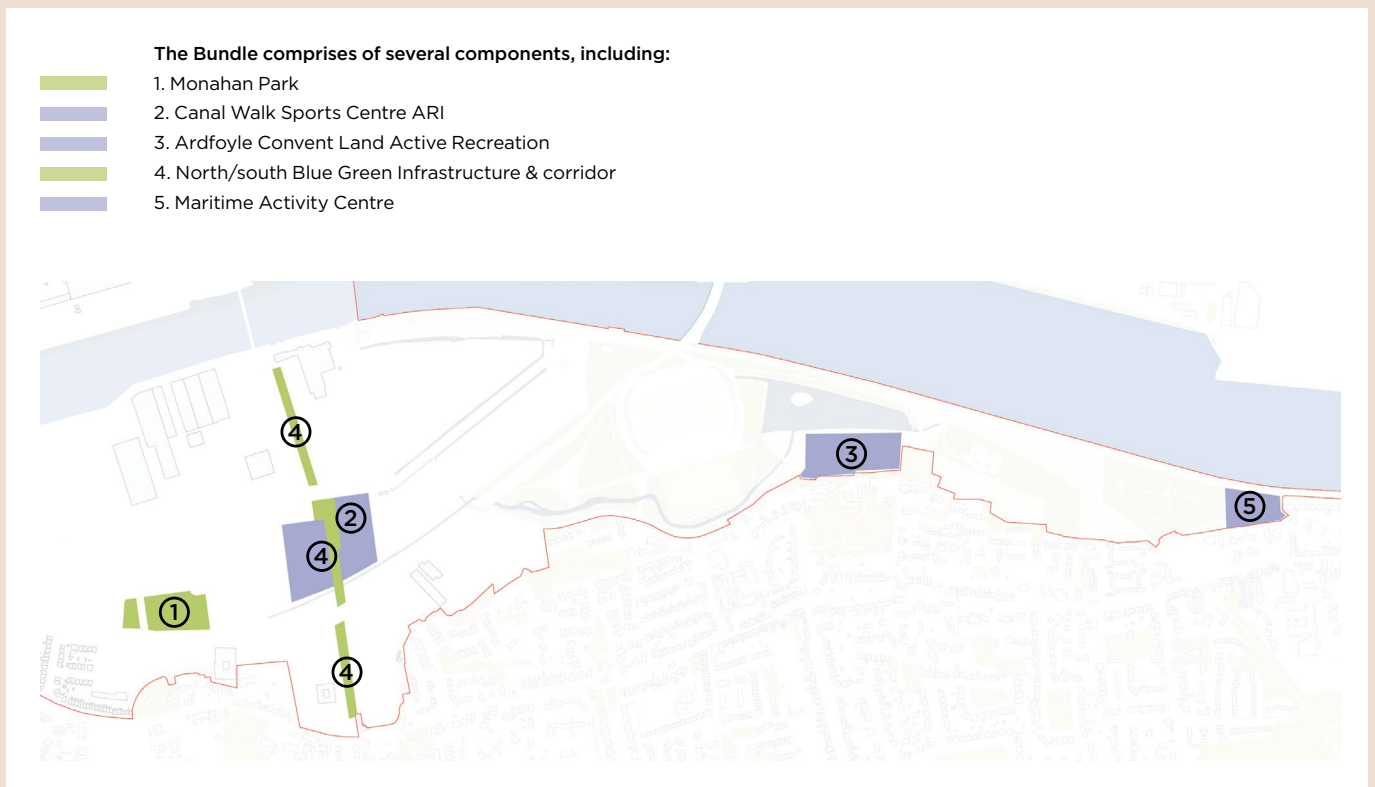 The Bundle comprises of several components, including:
1. Monahan Park
2. Canal Walk Sports Centre ARI
3. Ardfoyle Convent Land Active Recreation
4. North/south Blue Green Infrastructure & corridor
5. Maritime Activity Centre
4
3
2
5
4
1
4